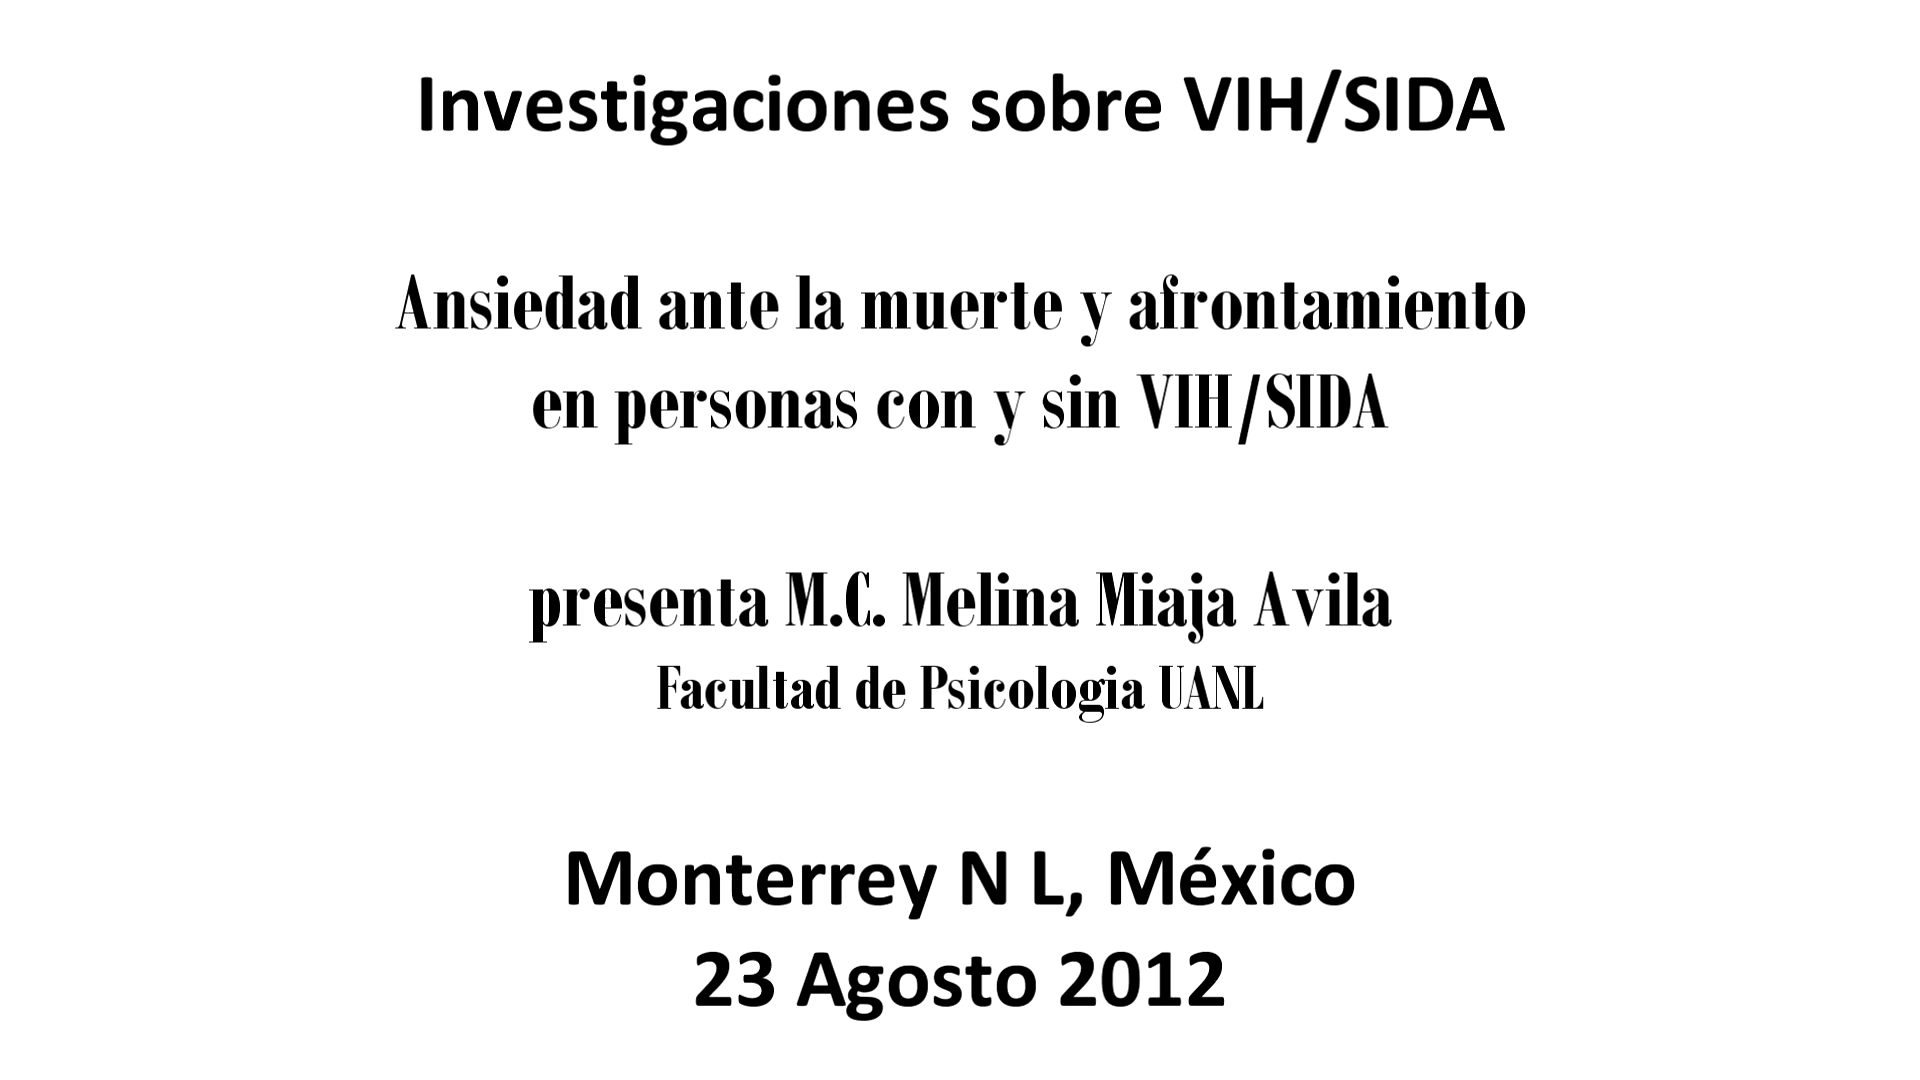 Investigaciones sobre VIH/SIDA
Ansiedad ante la muerte y afrontamiento
en personas con y sin VIH/SIDA
presenta M.C. Melina Miaja Avila
Facultad de Psicologia UANL
Monterrey N L, México
23 Agosto 2012